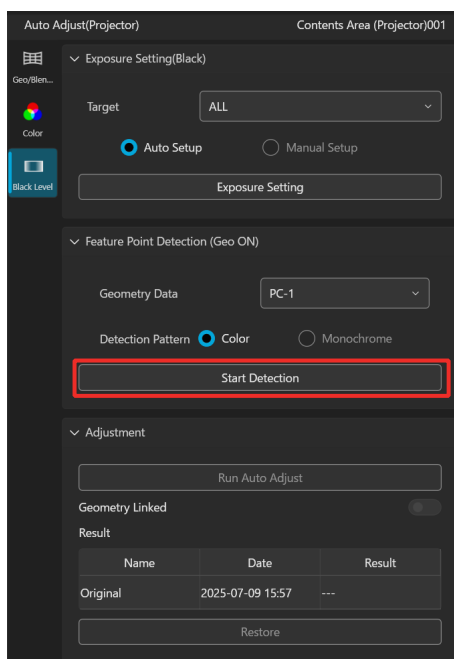 Auto Adjust(Projector) Contents Area (Projector)001
Geo/Blen...
Color
Black Level
Exposure Setting(Black)
Target ALL
Auto Setup Manual Setup
Exposure Setting
Feature Point Detection (Geo ON)
Geometry Data PC-1
Detection Pattern Color Monochrome
Start Detection
Adjustment
Run Auto Adjust
Geometry Linked
Result
Name Date Result
Original 2025-07-09 15:57 ---
Restore